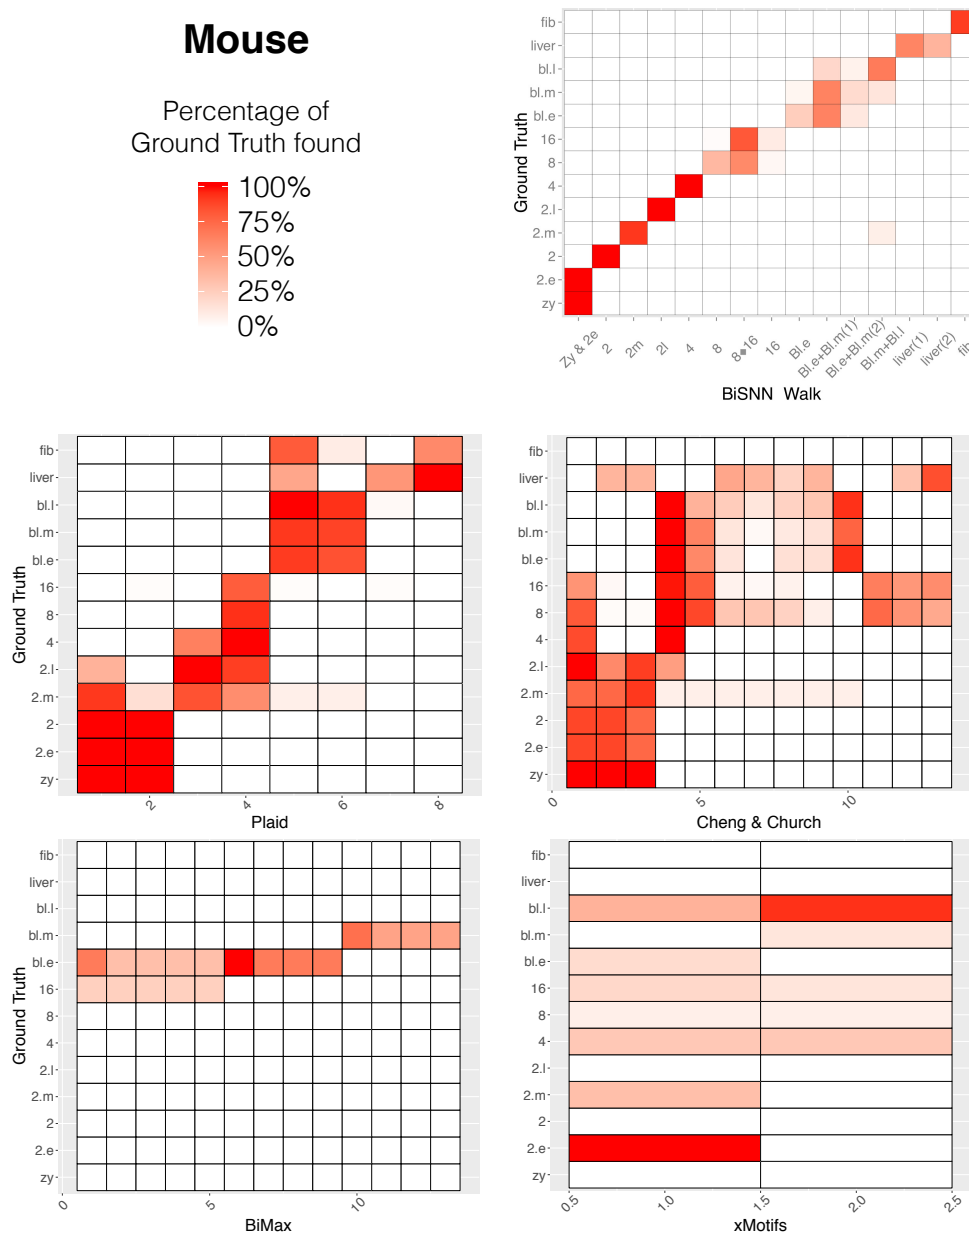 Mouse
Percentage of
Ground Truth found
100%
75%
50%
25%
0%
Ground Truth
fib
liver
bl.l
bl.m
bl.e
16
8
4
2.l
2.m
2
2.e
zy
Zy & 2e
2
2m
2l
4
8
8♦16
16
Bl.e
Bl.e+Bl.m(1)
Bl.e+Bl.m(2)
Bl.m+Bl.l
liver(1)
liver(2)
fib
BiSNN Walk
Ground Truth
fib
liver
bl.l
bl.m
bl.e
16
8
4
2.l
2.m
2
2.e
zy
2
4
6
8
Plaid
fib
liver
bl.l
bl.m
bl.e
16
8
4
2.l
2.m
2
2.e
zy
0
5
10
Cheng & Church
Ground Truth
fib
liver
bl.l
bl.m
bl.e
16
8
4
2.l
2.m
2
2.e
zy
0
5
10
BiMax
fib
liver
bl.l
bl.m
bl.e
16
8
4
2.l
2.m
2
2.e
zy
0.5
1.0
1.5
2.0
2.5
xMotifs